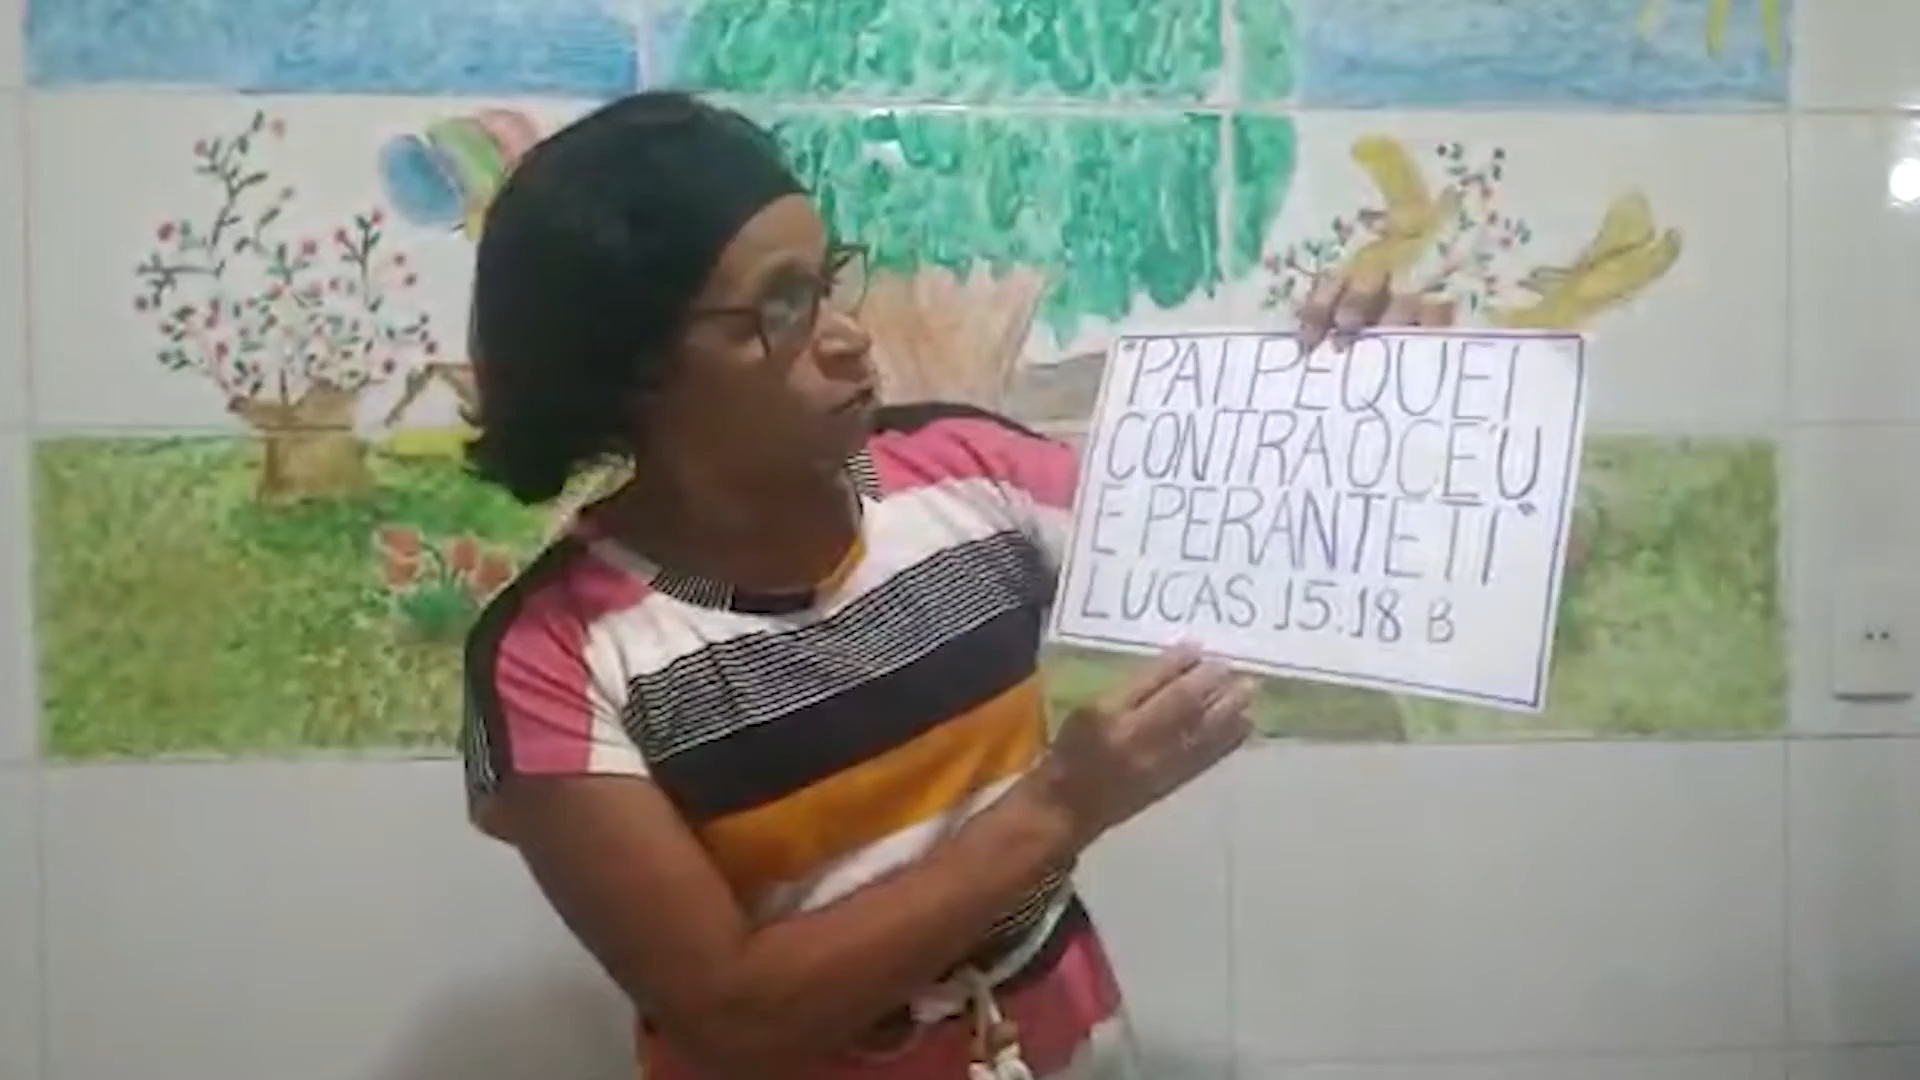 "PAI PEQUEI
CONTRA O CÉU
E PERANTE TI"
LUCAS 15:18 B